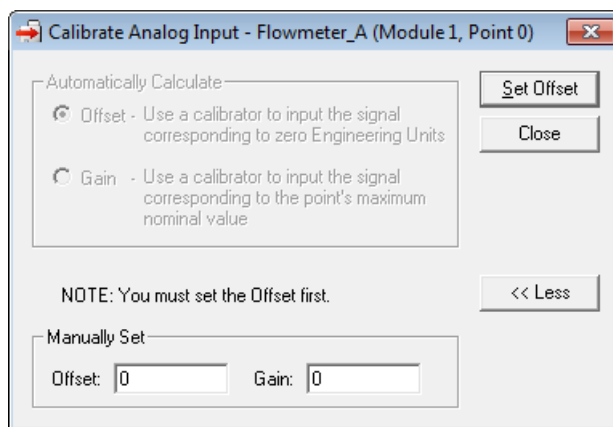 Calibrate Analog Input - Flowmeter_A (Module 1, Point 0)
Automatically Calculate
Offset - Use a calibrator to input the signal
corresponding to zero Engineering Units
Gain - Use a calibrator to input the signal
corresponding to the point's maximum
nominal value
Set Offset
Close
NOTE: You must set the Offset first.
<< Less
Manually Set
Offset: 0 Gain: 0